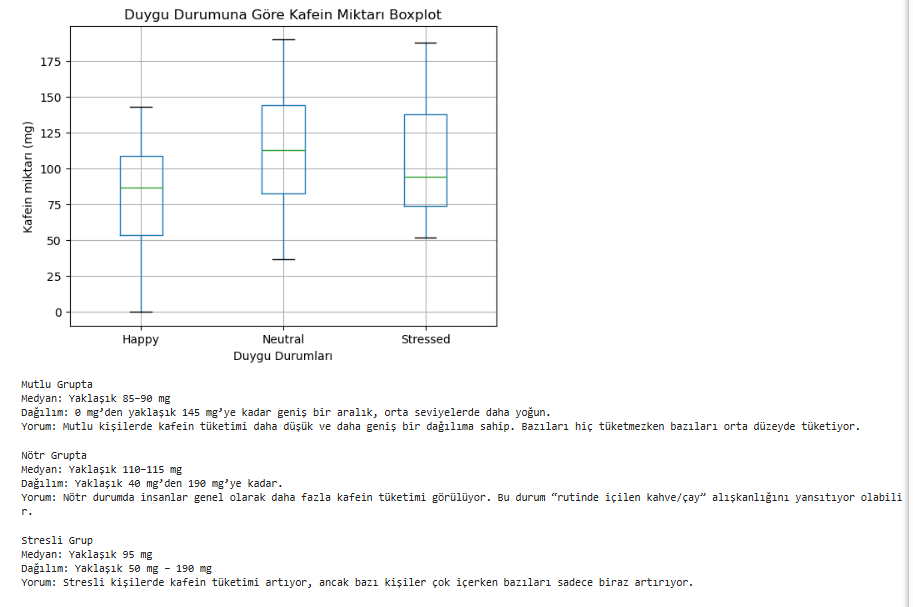 Duygu Durumuna Göre Kafein Miktarı Boxplot
175
150
125
100
75
50
25
0
Kafein miktarı (mg)
Happy
Neutral
Stressed
Duygu Durumları
Mutlu Grupta
Medyan: Yaklaşık 85-90 mg
Dağılım: 0 mg’den yaklaşık 145 mg’ye kadar geniş bir aralık, orta seviyelerde daha yoğun.
Yorum: Mutlu kişilerde kafein tüketimi daha düşük ve daha geniş bir dağılıma sahip. Bazıları hiç tüketmezken bazıları orta düzeyde tüketiyor.
Nötr Grupta
Medyan: Yaklaşık 110-115 mg
Dağılım: Yaklaşık 40 mg’den 190 mg’ye kadar.
Yorum: Nötr durumda insanlar genel olarak daha fazla kafein tüketimi görülüyor. Bu durum “rutinde içilen kahve/çay” alışkanlığını yansıtıyor olabili
r.
Stresli Grup
Medyan: Yaklaşık 95 mg
Dağılım: Yaklaşık 50 mg – 190 mg
Yorum: Stresli kişilerde kafein tüketimi artıyor, ancak bazı kişiler çok içerken bazıları sadece biraz artırıyor.